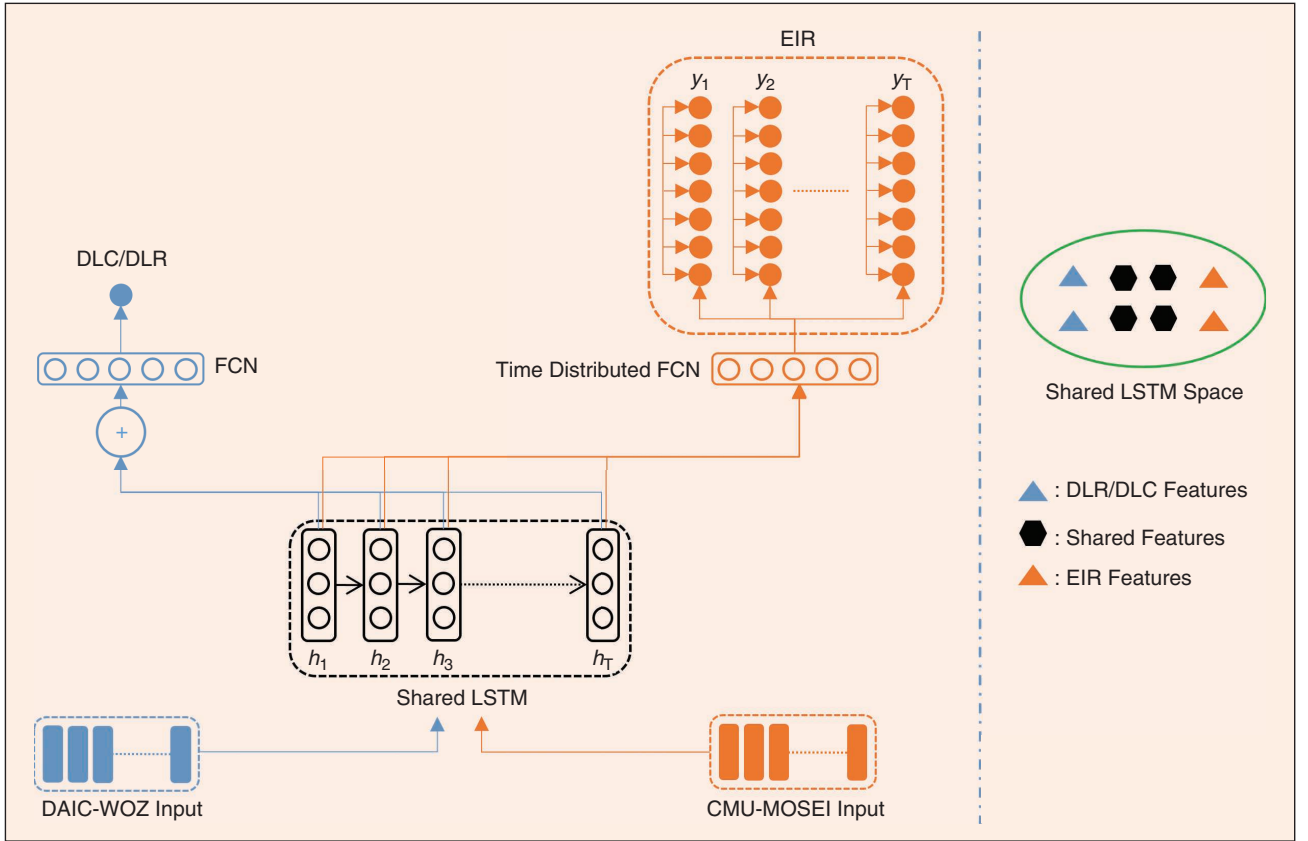 EIR
y1 y2 yT
DLC/DLR
FCN
Time Distributed FCN
+
h1 h2 h3 hT
Shared LSTM
DAIC-WOZ Input
CMU-MOSEI Input
Shared LSTM Space
: DLR/DLC Features
: Shared Features
: EIR Features